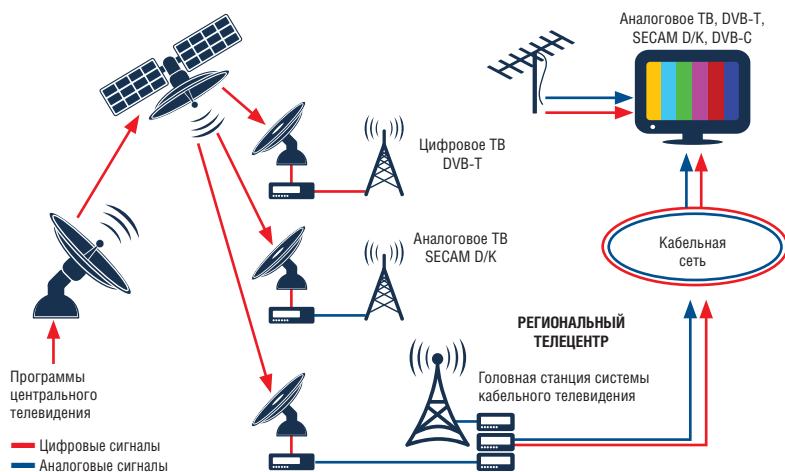 Аналоговое ТВ, DVB-T,
SECAM D/K, DVB-C
Цифровое ТВ
DVB-T
Аналоговое ТВ
SECAM D/K
Кабельная
сеть
РЕГИОНАЛЬНЫЙ
ТЕЛЕЦЕНТР
Головная станция системы
кабельного телевидения
Программы
центрального
телевидения
Цифровые сигналы
Аналоговые сигналы